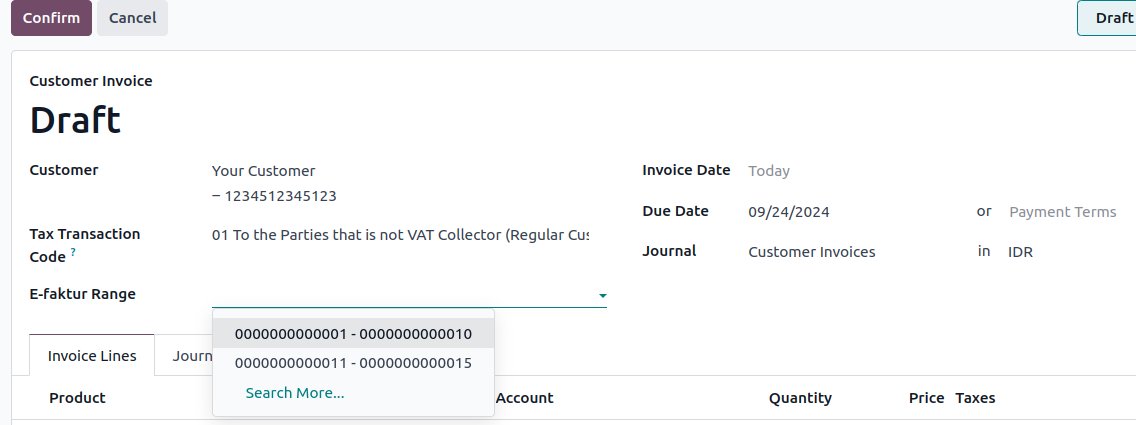 Confirm Cancel Draft
Customer Invoice
Draft
Customer Your Customer Invoice Date Today
– 1234512345123
Due Date 09/24/2024 or Payment Terms
Tax Transaction Code ? 01 To the Parties that is not VAT Collector (Regular Cus
Journal Customer Invoices in IDR
E-faktur Range
0000000000001 - 0000000000010
0000000000011 - 0000000000015
Search More...
Invoice Lines Journ
Product Account Quantity Price Taxes